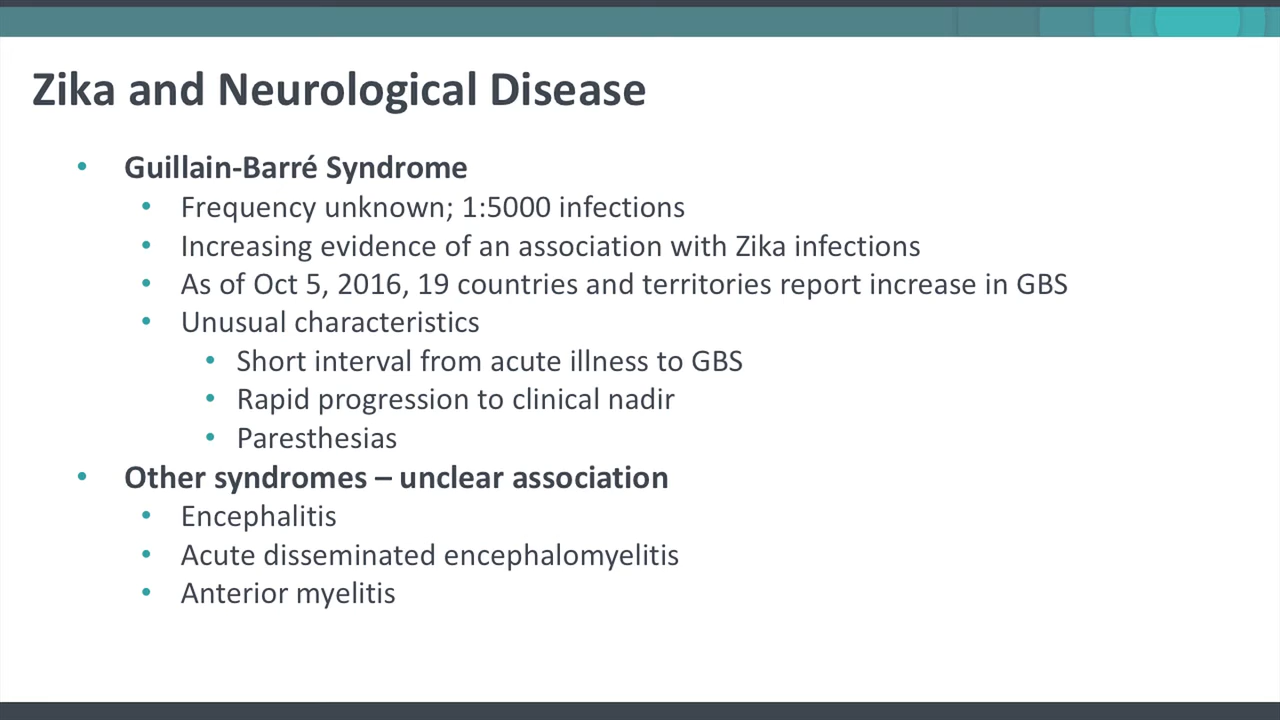 Zika and Neurological Disease
• Guillain-Barré Syndrome
• Frequency unknown; 1:5000 infections
• Increasing evidence of an association with Zika infections
• As of Oct 5, 2016, 19 countries and territories report increase in GBS
• Unusual characteristics
• Short interval from acute illness to GBS
• Rapid progression to clinical nadir
• Paresthesias
• Other syndromes – unclear association
• Encephalitis
• Acute disseminated encephalomyelitis
• Anterior myelitis